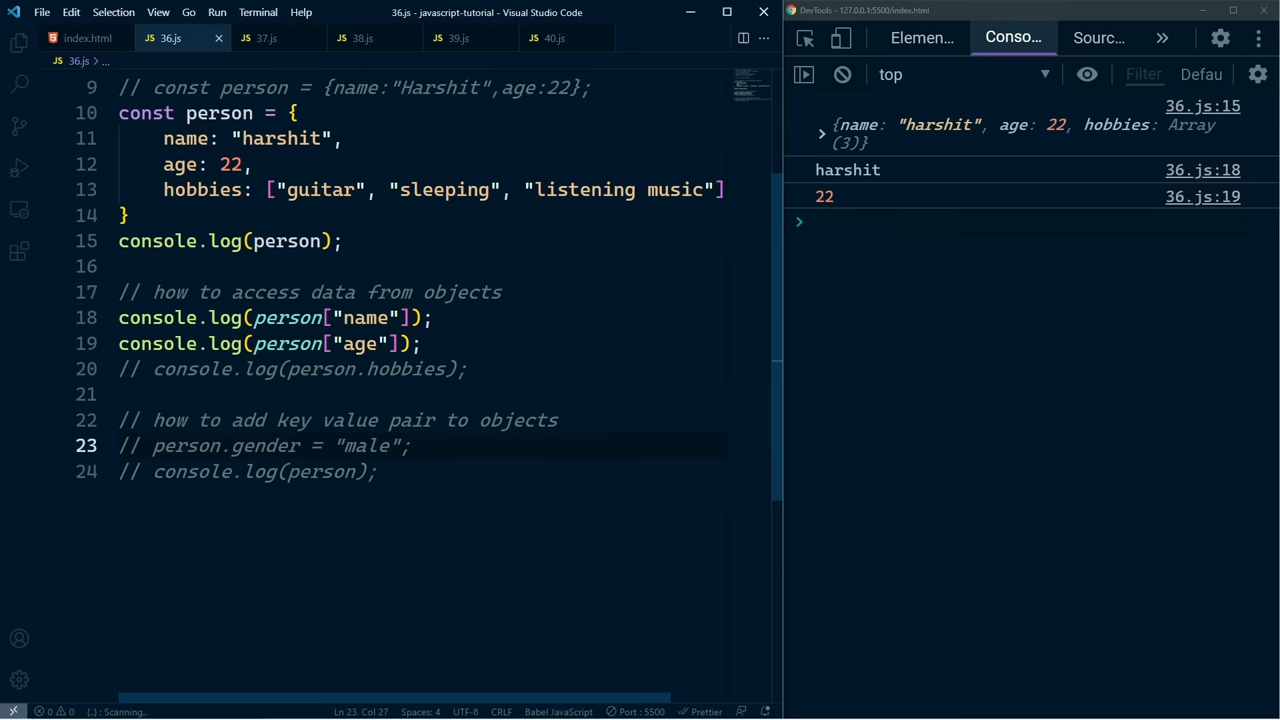 File Edit Selection View Go Run Terminal Help 36.js - javascript-tutorial - Visual Studio Code
index.html JS 36.js JS 37.js JS 38.js JS 39.js JS 40.js
JS 36.js > ...
9 // const person = {name:"Harshit",age:22};
10 const person = {
11 name: "harshit",
12 age: 22,
13 hobbies: ["guitar", "sleeping", "listening music"]
14 }
15 console.log(person);
16
17 // how to access data from objects
18 console.log(person["name"]);
19 console.log(person["age"]);
20 // console.log(person.hobbies);
21
22 // how to add key value pair to objects
23 // person.gender = "male";
24 // console.log(person);
0 0 {..} : Scanning.. Ln 23, Col 27 Spaces: 4 UTF-8 CRLF Babel JavaScript Port : 5500 Prettier
DevTools - 127.0.0.1:5500/index.html
Elemen... Conso... Sourc...
top Filter Defau
36.js:15
{name: "harshit", age: 22, hobbies: Array
(3)}
harshit 36.js:18
22 36.js:19